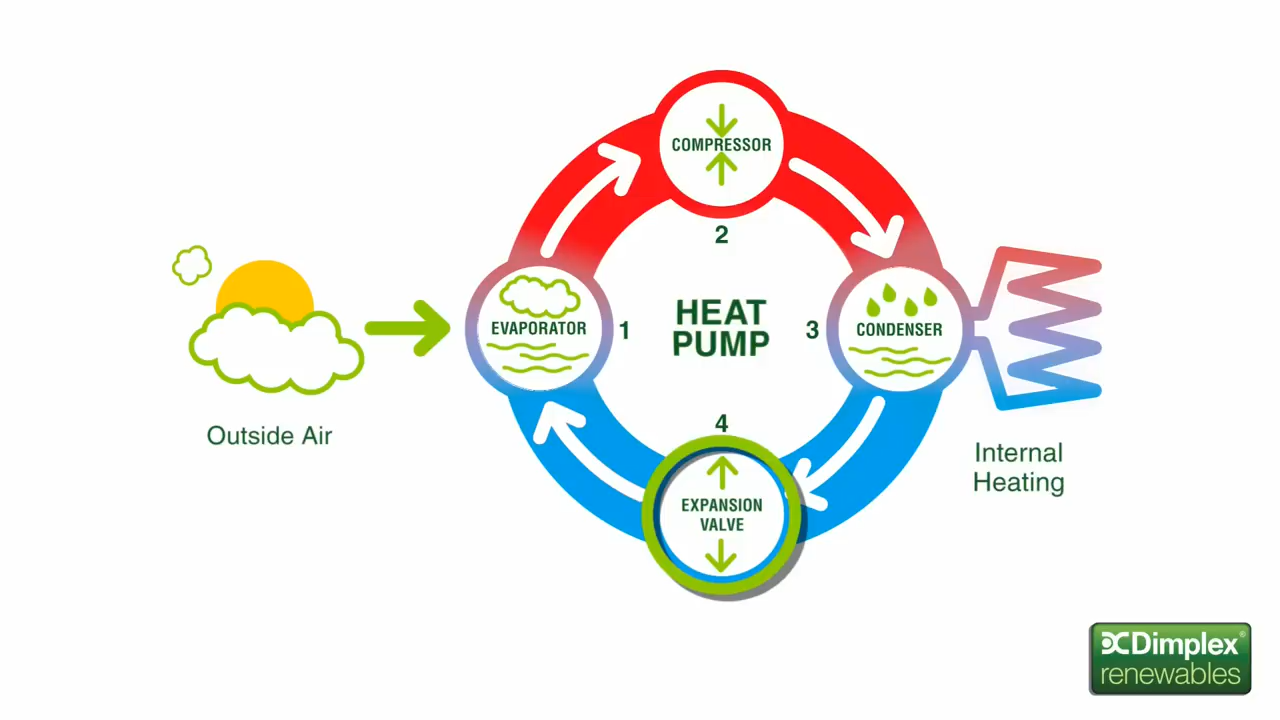 COMPRESSOR
2
EVAPORATOR
1
HEAT
PUMP
3
CONDENSER
4
EXPANSION
VALVE
Outside Air
Internal
Heating
Dimplex®
renewables